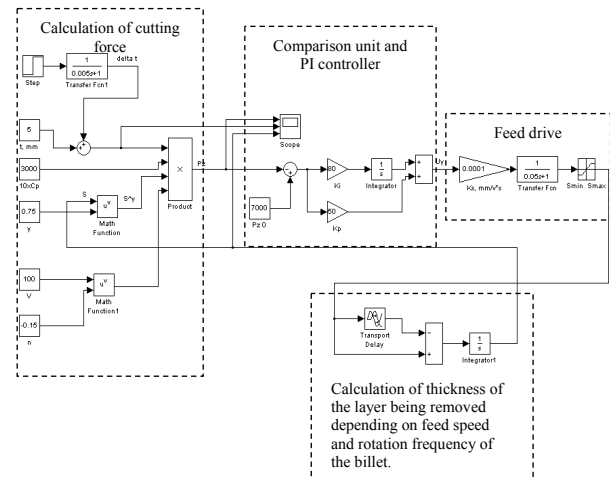 Calculation of cutting
force
Step
1
0.005s+1
Transfer Fcn1
delta t
5
t, mm
3000
10xCp
0.75
y
S
u^v
S^y
Math
Function
×
Product
Pz
100
V
u^v
Math
Function1
-0.15
n
Comparison unit and
PI controller
Scope
7000
Pz 0
80
Ki
1
s
Integrator
50
Kp
Uy
Feed drive
0.0001
Ks, mm/v*s
1
0.05s+1
Transfer Fcn
Smin Smax
Transport
Delay
1
s
Integrator1
Calculation of thickness of
the layer being removed
depending on feed speed
and rotation frequency of
the billet.